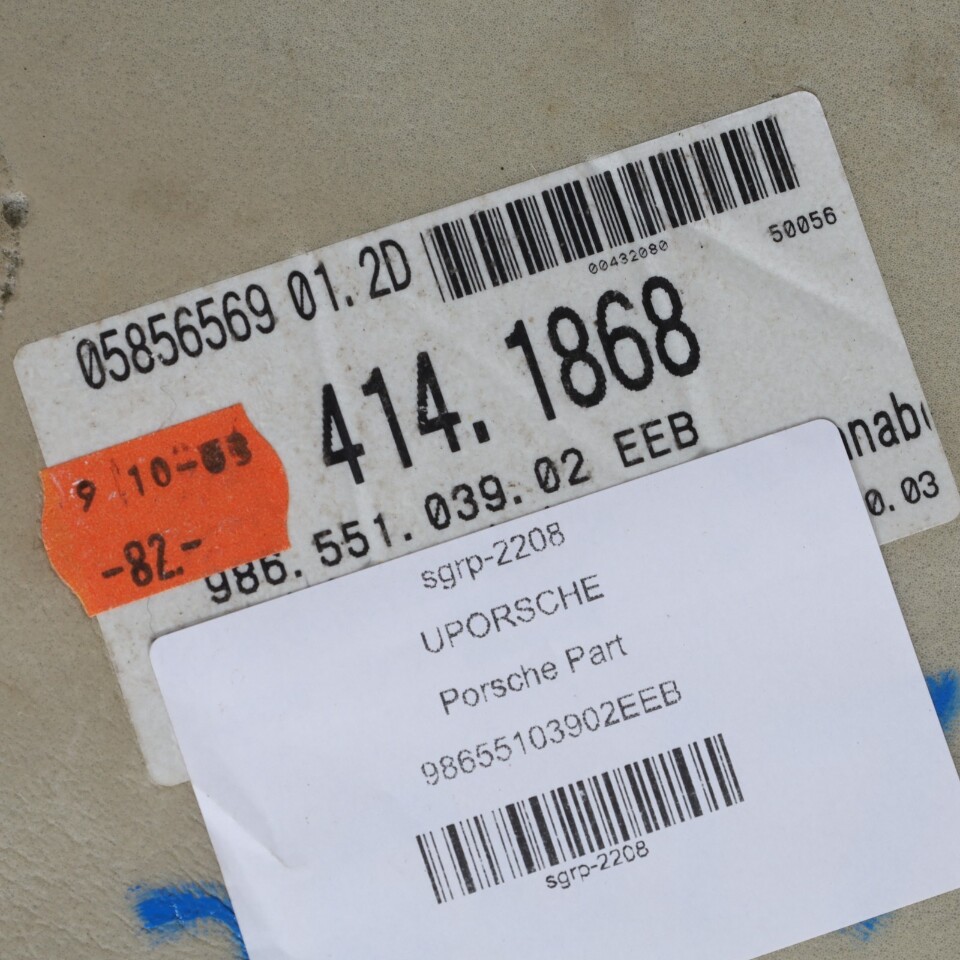 05856569 01.2D
00432080
50056
414.1868
986.551.039.02 EEB
0.03
9 10-
-82.-
sgrp-2208
UPORSCHE
Porsche Part
98655103902EEB
sgrp-2208